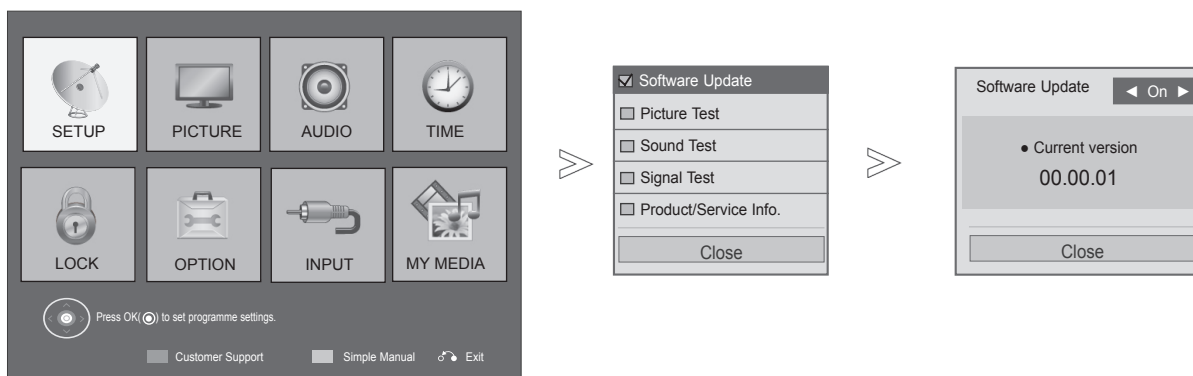 SETUP PICTURE AUDIO TIME
LOCK OPTION INPUT MY MEDIA
Press OK(◉) to set programme settings.
Customer Support Simple Manual Exit
Software Update
Picture Test
Sound Test
Signal Test
Product/Service Info.
Close
Software Update ◄ On ►
● Current version
00.00.01
Close